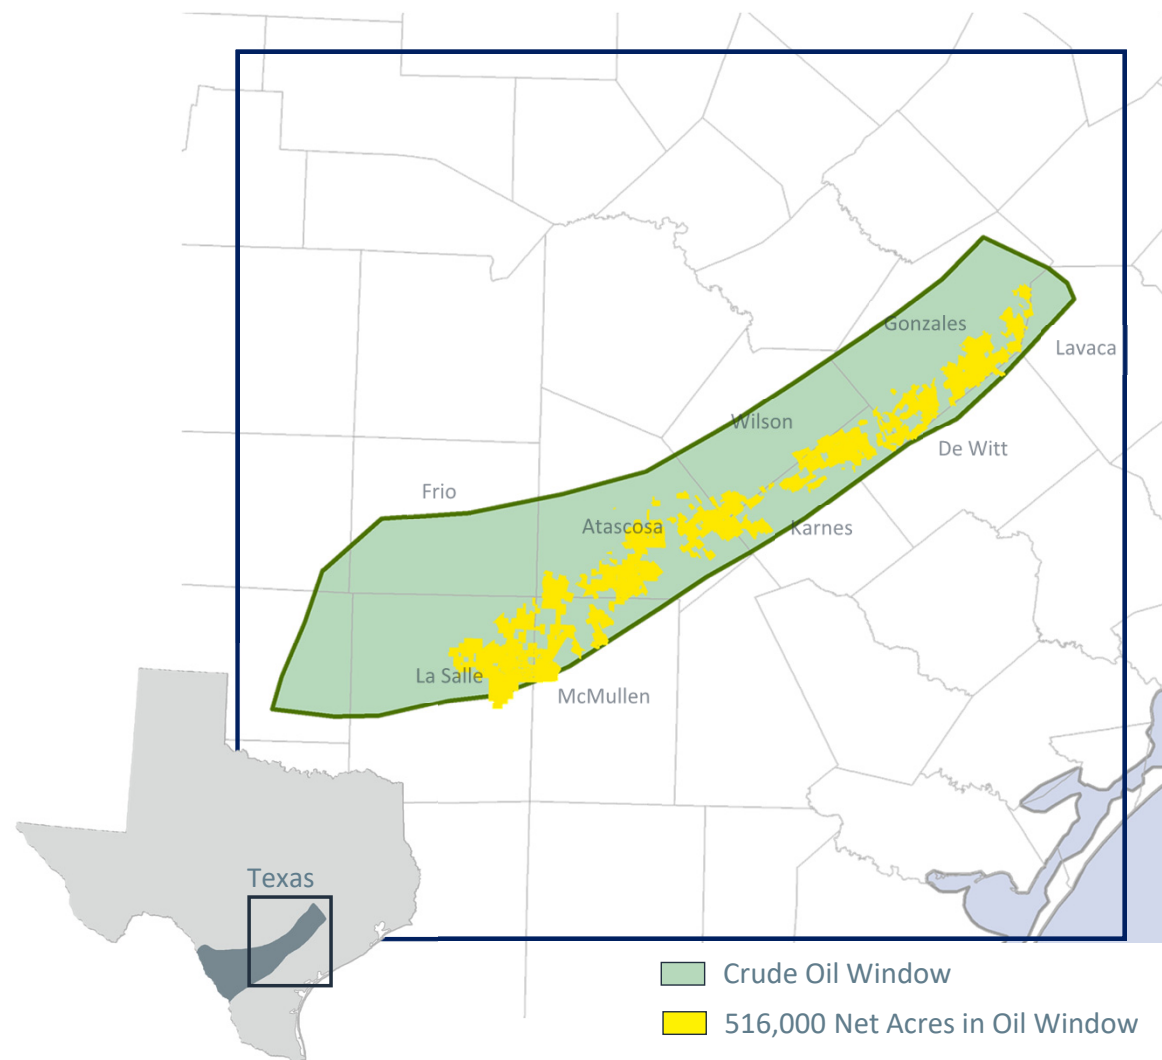 Gonzales
Lavaca
Wilson
De Witt
Frio
Atascosa
Karnes
La Salle
McMullen
Texas
Crude Oil Window
516,000 Net Acres in Oil Window